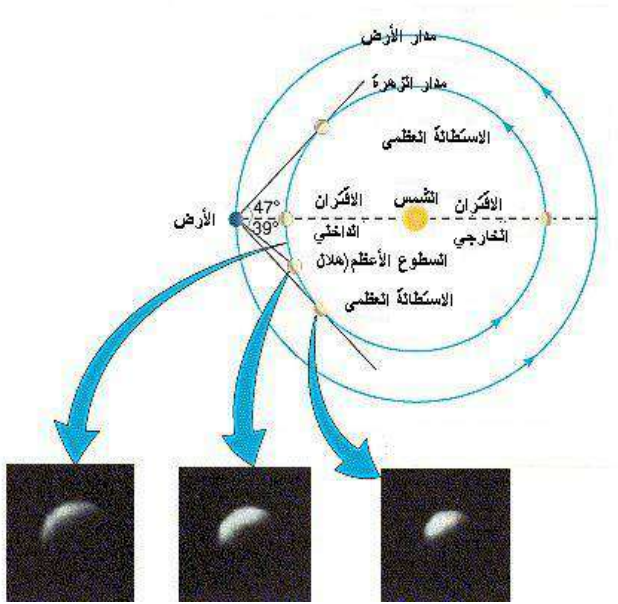 مدار الأرض
مدار الزهرة
الاستطالة العظمى
47°
الأرض
39°
الاقتران
الداخلي
الشمس
الاقتران
الخارجي
السطوع الأعظم(هلال
الاستطالة العظمى